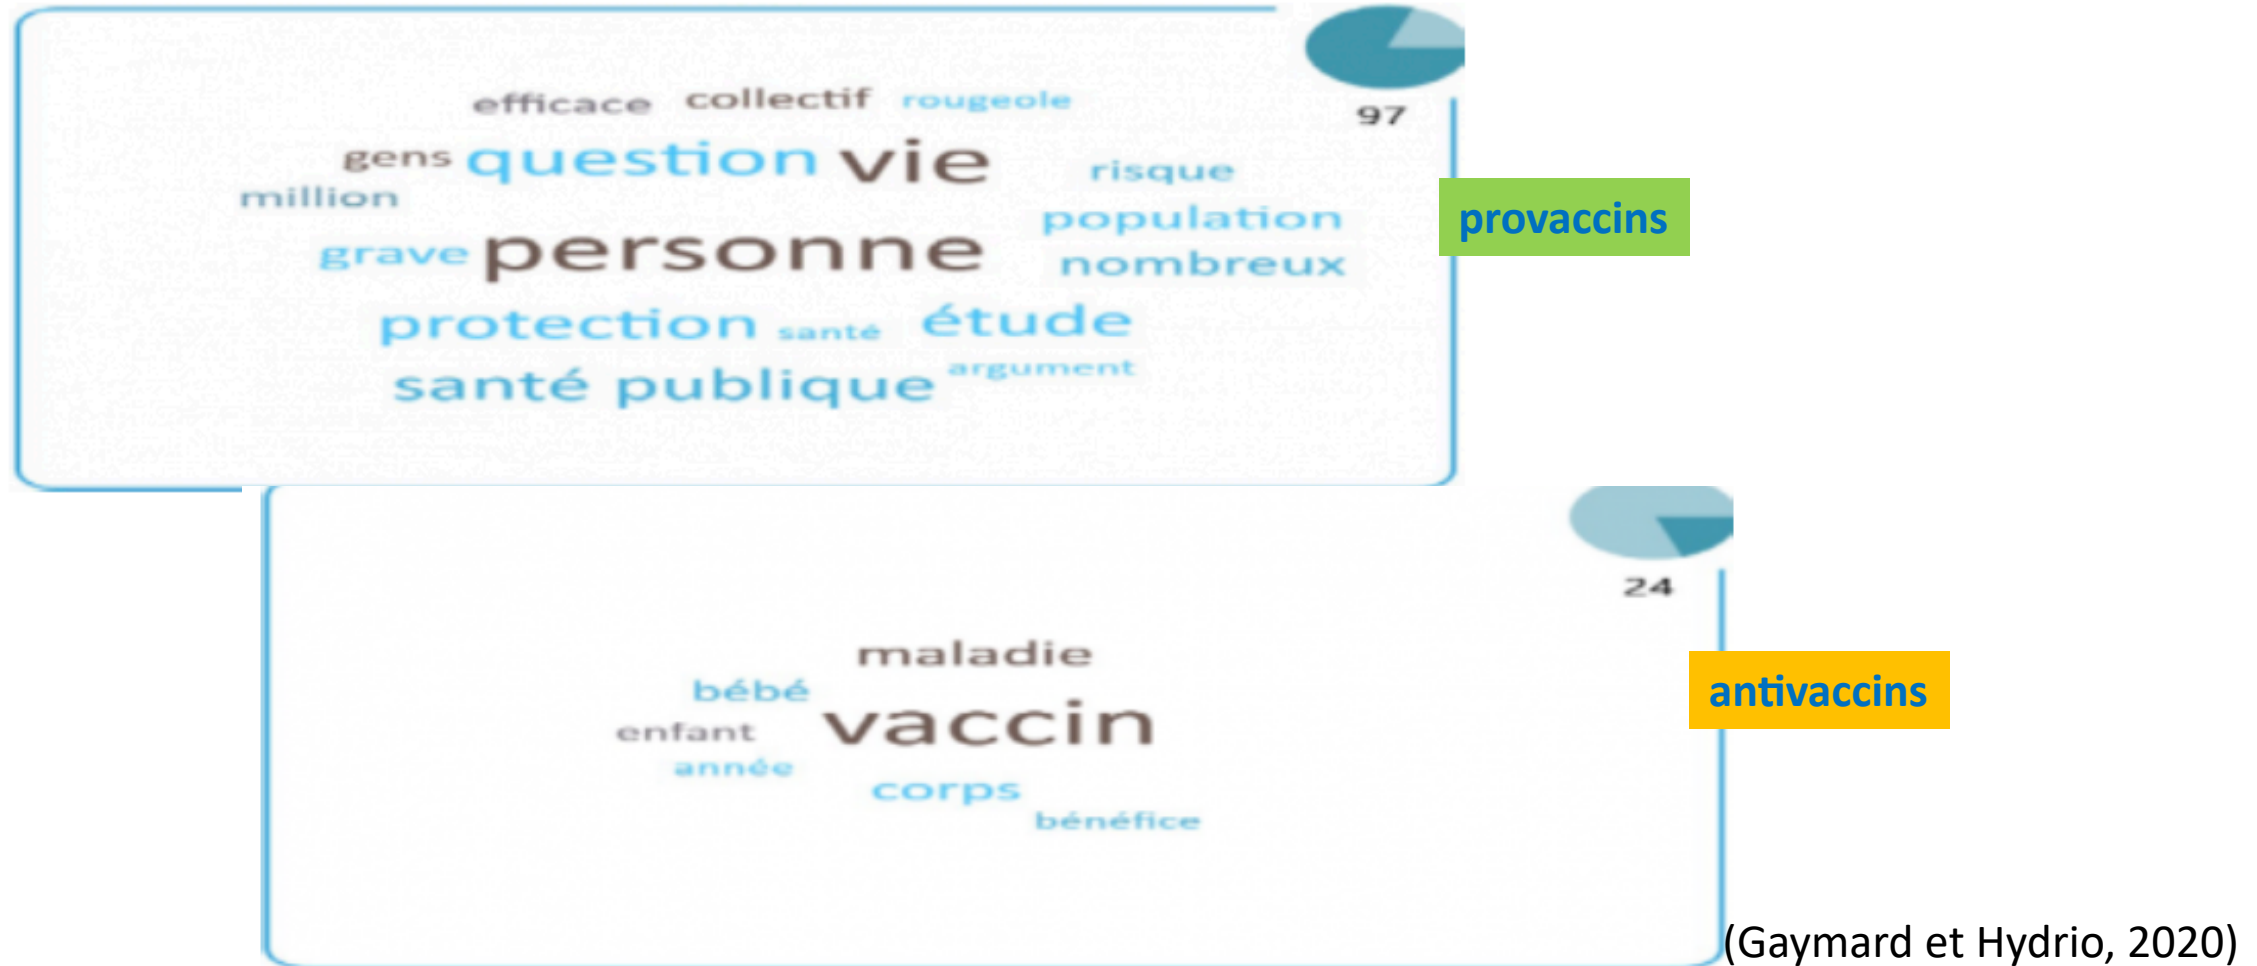 efficace collectif rougeole
97
gens question vie risque
million
population
provaccins
grave personne nombreux
protection santé étude
argument
santé publique
24
maladie
bébé
antivaccins
enfant vaccin
année
corps
bénéfice
(Gaymard et Hydrio, 2020)